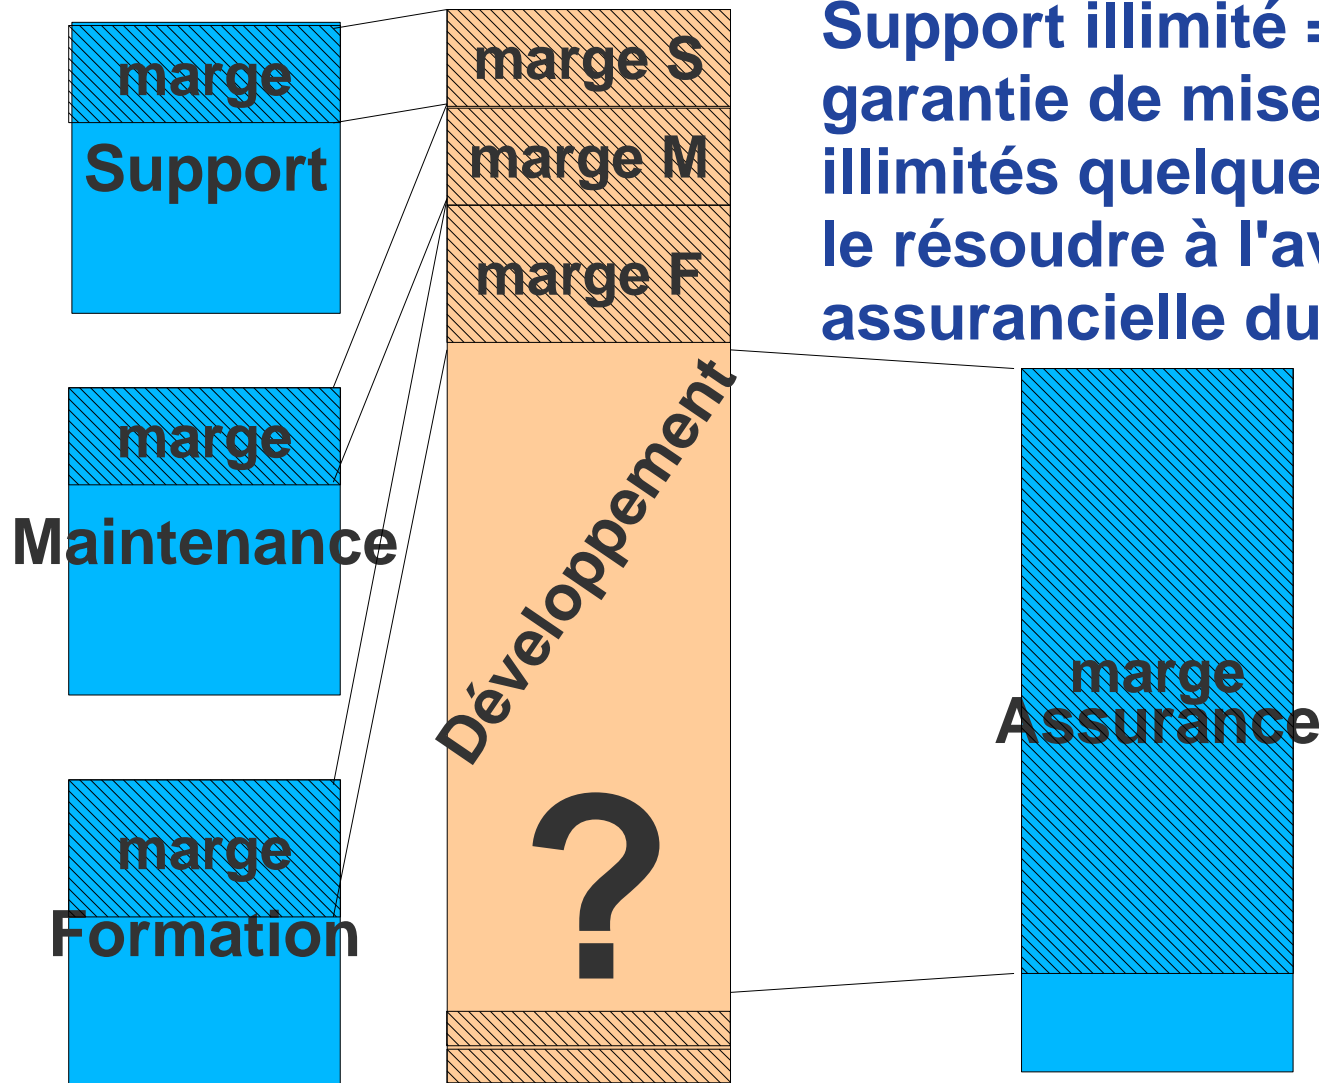 marge
Support
marge
Maintenance
marge
Formation
marge S
marge M
marge F
Développement
?
Support illimité =
garantie de mise
illimités quelque
le résoudre à l'av
assurancielle du
marge
Assurance